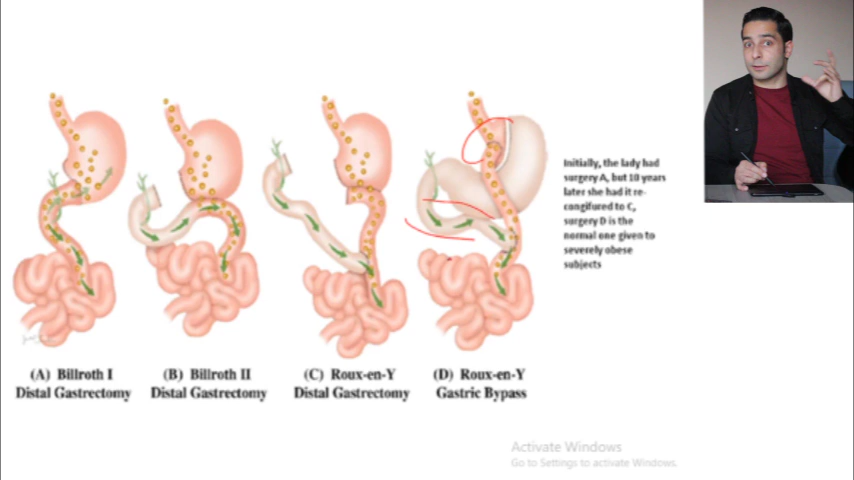 Initially, the lady had
surgery A, but 10 years
later she had it re-
congifured to C,
surgery D is the
normal one given to
severely obese
subjects
(A) Billroth I
Distal Gastrectomy
(B) Billroth II
Distal Gastrectomy
(C) Roux-en-Y
Distal Gastrectomy
(D) Roux-en-Y
Gastric Bypass
Activate Windows
Go to Settings to activate Windows.